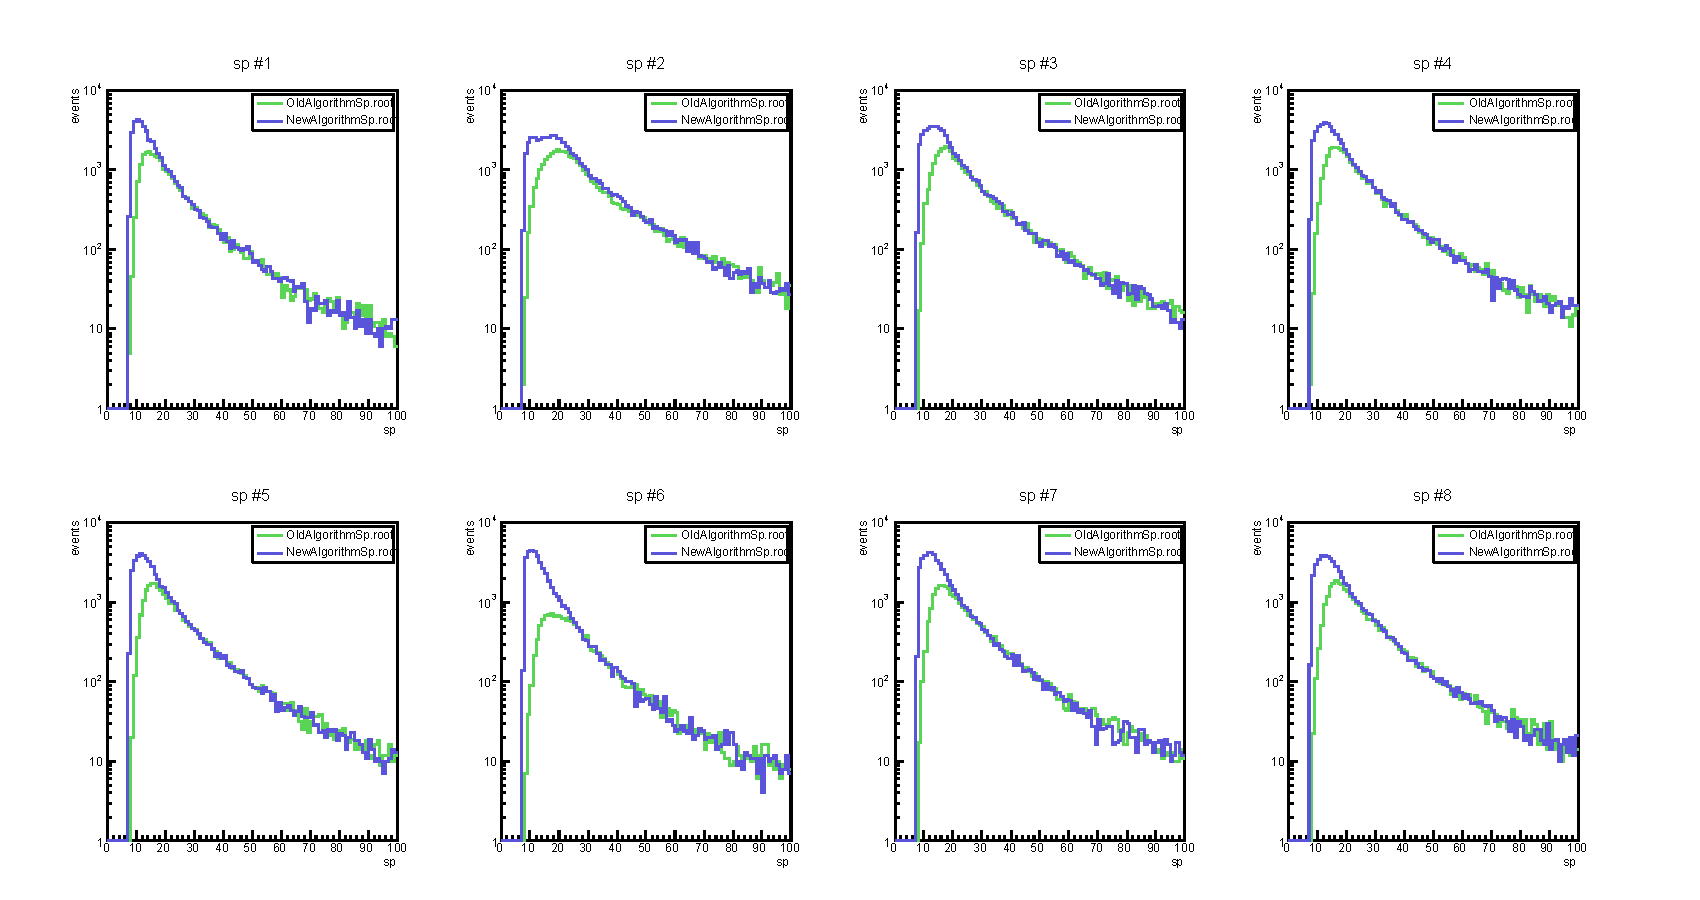 sp #1
sp #2
sp #3
sp #4
events 10⁴ OldAlgorithmSp.root
NewAlgorithmSp.roo
events 10⁴ OldAlgorithmSp.root
NewAlgorithmSp.roo
events 10⁴ OldAlgorithmSp.root
NewAlgorithmSp.roo
events 10⁴ OldAlgorithmSp.root
NewAlgorithmSp.roo
10³ 10³ 10³ 10³
10² 10² 10² 10²
10 10 10 10
1 1 1 1
0 10 20 30 40 50 60 70 80 90 100
0 10 20 30 40 50 60 70 80 90 100
0 10 20 30 40 50 60 70 80 90 100
0 10 20 30 40 50 60 70 80 90 100
sp sp sp sp
sp #5
sp #6
sp #7
sp #8
events 10⁴ OldAlgorithmSp.root
NewAlgorithmSp.roo
events 10⁴ OldAlgorithmSp.root
NewAlgorithmSp.roo
events 10⁴ OldAlgorithmSp.root
NewAlgorithmSp.roo
events 10⁴ OldAlgorithmSp.root
NewAlgorithmSp.roo
10³ 10³ 10³ 10³
10² 10² 10² 10²
10 10 10 10
1 1 1 1
0 10 20 30 40 50 60 70 80 90 100
0 10 20 30 40 50 60 70 80 90 100
0 10 20 30 40 50 60 70 80 90 100
0 10 20 30 40 50 60 70 80 90 100
sp sp sp sp